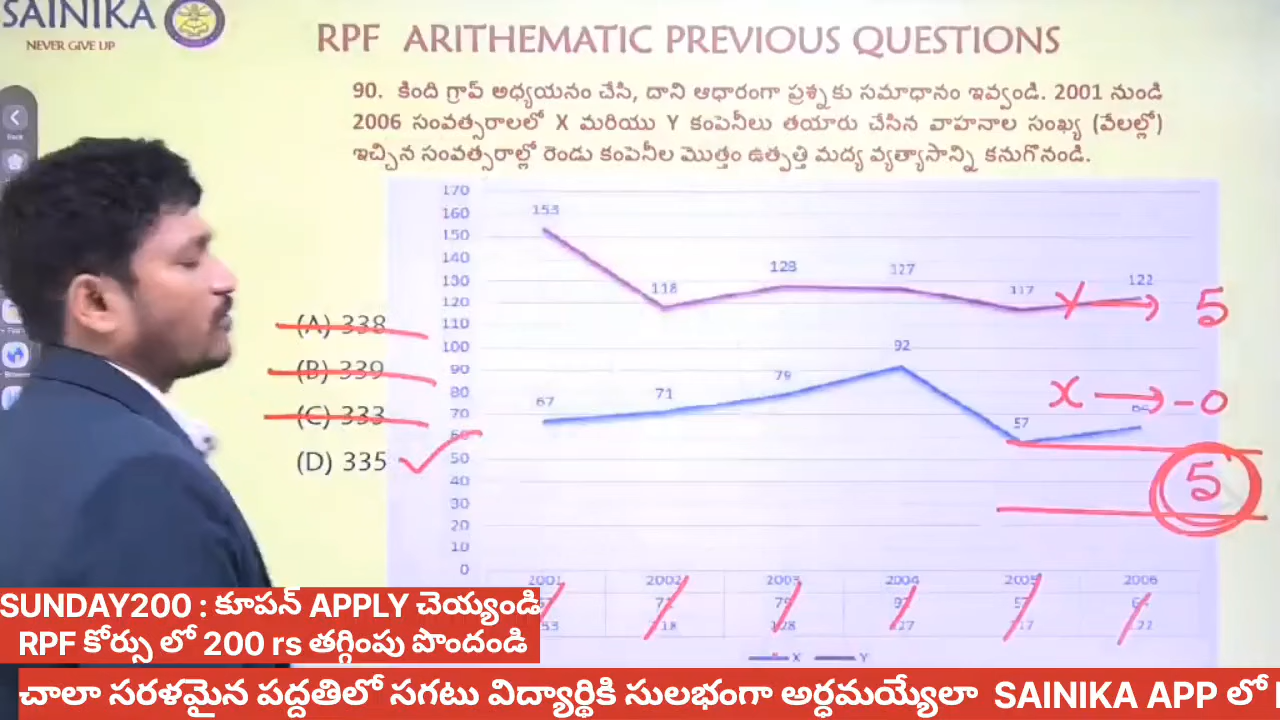 SAINIKA
NEVER GIVE UP
RPF ARITHEMATIC PREVIOUS QUESTIONS
90. కింది గ్రాప్ అధ్యయనం చేసి, దాని ఆధారంగా ప్రశ్నకు సమాధానం ఇవ్వండి. 2001 నుండి
2006 సంవత్సరాలలో X మరియు Y కంపెనీలు తయారు చేసిన వాహనాల సంఖ్య (వేలల్లో)
ఇచ్చిన సంవత్సరాల్లో రెండు కంపెనీల మొత్తం ఉత్పత్తి మద్య వ్యత్యాసాన్ని కనుగొనండి.
170
160
150
140
130
120
110
100
90
80
70
60
50
40
30
20
10
0
153
118
128
127
117
122
67
71
79
92
57
Y → 5
X → -0
5
(A) 338
(B) 339
(C) 333
(D) 335
2001 2002 2003 2004 2005 2006
X Y
SUNDAY200 : కూపన్ APPLY చెయ్యండి
RPF కోర్సు లో 200 rs తగ్గింపు పొందండి
చాలా సరళమైన పద్దతిలో సగటు విద్యార్థికి సులభంగా అర్ధమయ్యేలా SAINIKA APP లో